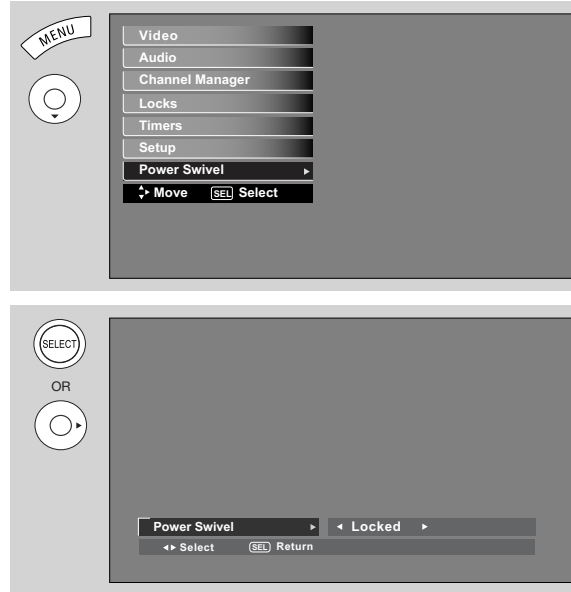 MENU
Video
Audio
Channel Manager
Locks
Timers
Setup
Power Swivel
Move SEL Select
SELECT
OR
Power Swivel Locked
Select SEL Return